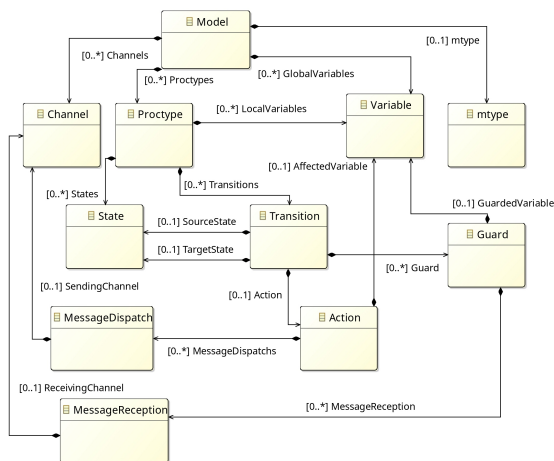 Model
[0..*] Channels
[0..1] mtype
[0..*] Proctypes
[0..*] GlobalVariables
Channel
Proctype
[0..*] LocalVariables
Variable
mtype
[0..1] AffectedVariable
[0..*] States
[0..*] Transitions
[0..1] GuardedVariable
State
[0..1] SourceState
Transition
Guard
[0..1] TargetState
[0..*] Guard
[0..1] SendingChannel
[0..1] Action
MessageDispatch
Action
[0..*] MessageDispatchs
[0..1] ReceivingChannel
MessageReception
[0..*] MessageReception